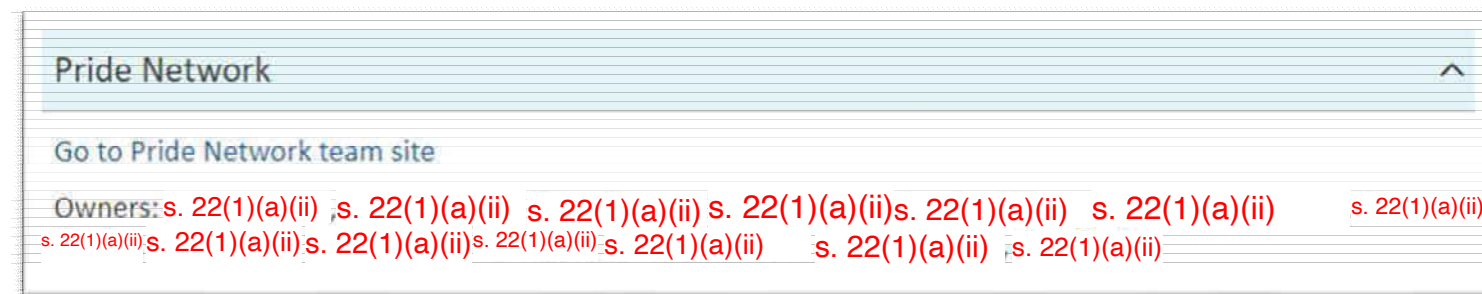 Pride Network
Go to Pride Network team site
Owners: s. 22(1)(a)(ii) ,s. 22(1)(a)(ii) s. 22(1)(a)(ii) s. 22(1)(a)(ii) s. 22(1)(a)(ii) s. 22(1)(a)(ii) s. 22(1)(a)(ii)
s. 22(1)(a)(ii) s. 22(1)(a)(ii) s. 22(1)(a)(ii) s. 22(1)(a)(ii) s. 22(1)(a)(ii) s. 22(1)(a)(ii) s. 22(1)(a)(ii)